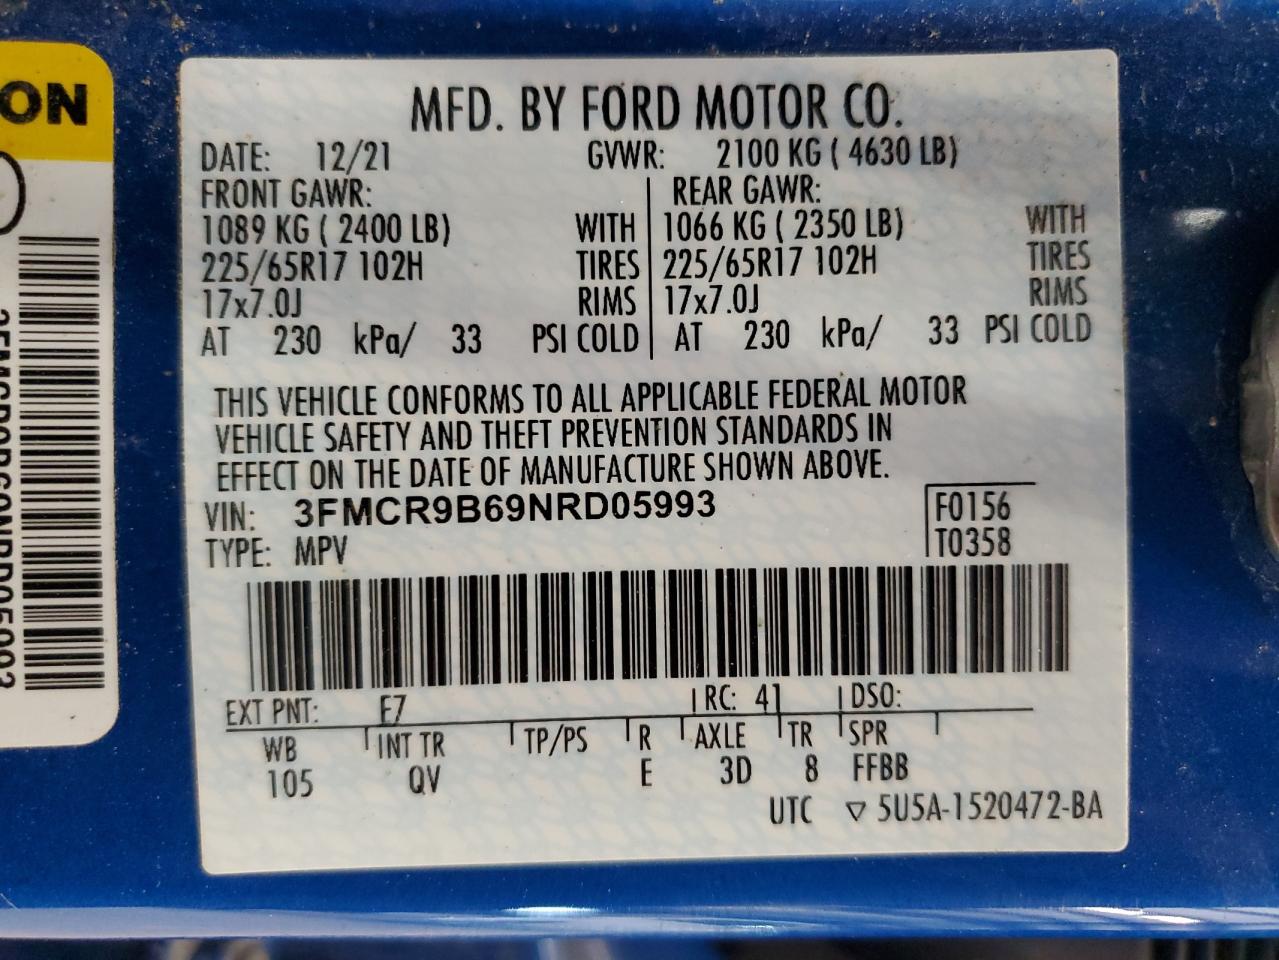 ON
MFD. BY FORD MOTOR CO.
DATE: 12/21 GVWR: 2100 KG ( 4630 LB)
FRONT GAWR: REAR GAWR:
1089 KG ( 2400 LB) WITH 1066 KG ( 2350 LB) WITH
225/65R17 102H TIRES 225/65R17 102H TIRES
17x7.0J RIMS 17x7.0J RIMS
AT 230 kPa/ 33 PSI COLD AT 230 kPa/ 33 PSI COLD
THIS VEHICLE CONFORMS TO ALL APPLICABLE FEDERAL MOTOR
VEHICLE SAFETY AND THEFT PREVENTION STANDARDS IN
EFFECT ON THE DATE OF MANUFACTURE SHOWN ABOVE.
VIN: 3FMCR9B69NRD05993 F0156
TYPE: MPV T0358
EXT PNT: E7 RC: 41 DSO:
WB INT TR TP/PS R AXLE TR SPR
105 QV E 3D 8 FFBB
UTC ▽ 5U5A-1520472-BA
3FMCR9B69NRD05993